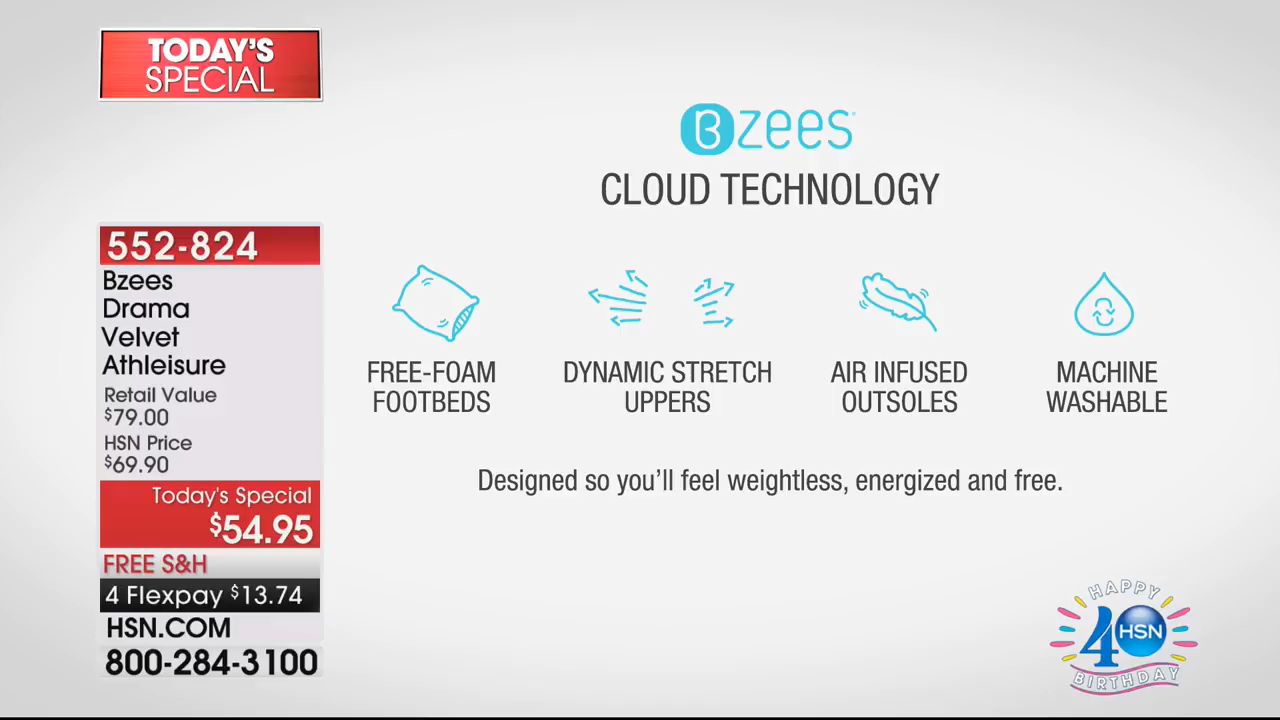 TODAY'S
SPECIAL
Bzees
CLOUD TECHNOLOGY
552-824
Bzees
Drama
Velvet
Athleisure
Retail Value
$79.00
HSN Price
$69.90
Today's Special
$54.95
FREE S&H
4 Flexpay $13.74
HSN.COM
800-284-3100
FREE-FOAM
FOOTBEDS
DYNAMIC STRETCH
UPPERS
AIR INFUSED
OUTSOLES
MACHINE
WASHABLE
Designed so you'll feel weightless, energized and free.
HAPPY
40 HSN
BIRTHDAY